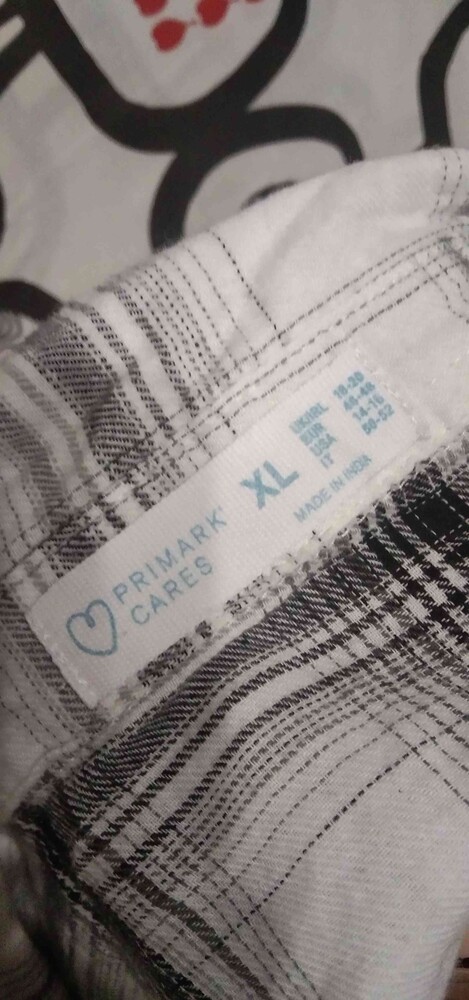 PRIMARK
CARES
XL
UK/IRL 18-20
EUR 46-48
USA 14-16
IT 50-52
MADE IN INDIA